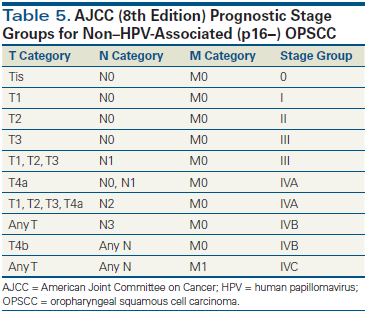 Table 5. AJCC (8th Edition) Prognostic Stage
Groups for Non–HPV-Associated (p16–) OPSCC
T Category N Category M Category Stage Group
Tis N0 M0 0
T1 N0 M0 I
T2 N0 M0 II
T3 N0 M0 III
T1, T2, T3 N1 M0 III
T4a N0, N1 M0 IVA
T1, T2, T3, T4a N2 M0 IVA
Any T N3 M0 IVB
T4b Any N M0 IVB
Any T Any N M1 IVC
AJCC = American Joint Committee on Cancer; HPV = human papillomavirus;
OPSCC = oropharyngeal squamous cell carcinoma.